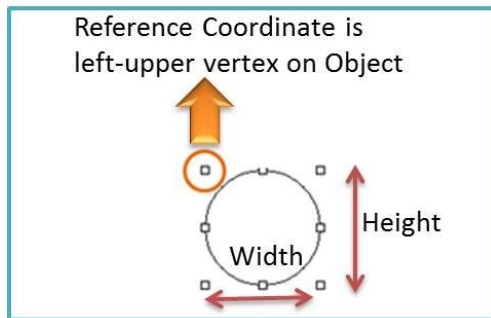 Reference Coordinate is
left-upper vertex on Object
Height
Width